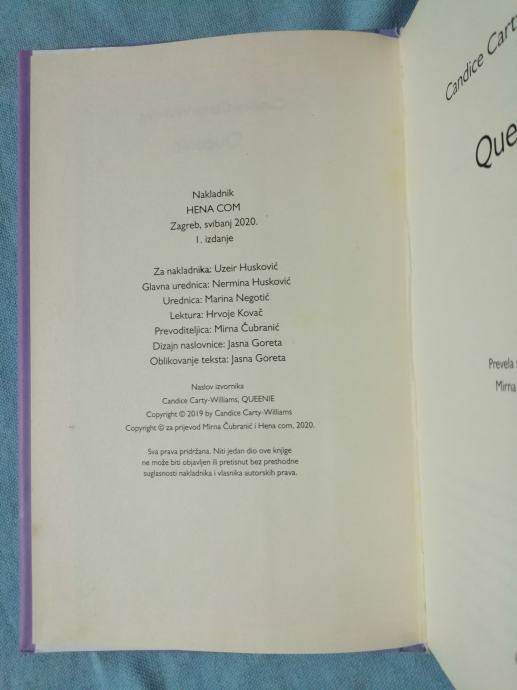 Nakladnik
HENA COM
Zagreb, svibanj 2020.
1. izdanje
Za nakladnika: Uzeir Husković
Glavna urednica: Nermina Husković
Urednica: Marina Negotić
Lektura: Hrvoje Kovač
Prevoditeljica: Mirna Čubranić
Dizajn naslovnice: Jasna Goreta
Oblikovanje teksta: Jasna Goreta
Naslov izvornika
Candice Carty-Williams, QUEENIE
Copyright © 2019 by Candice Carty-Williams
Copyright © za prijevod Mirna Čubranić i Hena com, 2020.
Sva prava pridržana. Niti jedan dio ove knjige
ne može biti objavljen ili pretisnut bez prethodne
suglasnosti nakladnika i vlasnika autorskih prava.
Candice Cart
Que
Prevela
Mirna